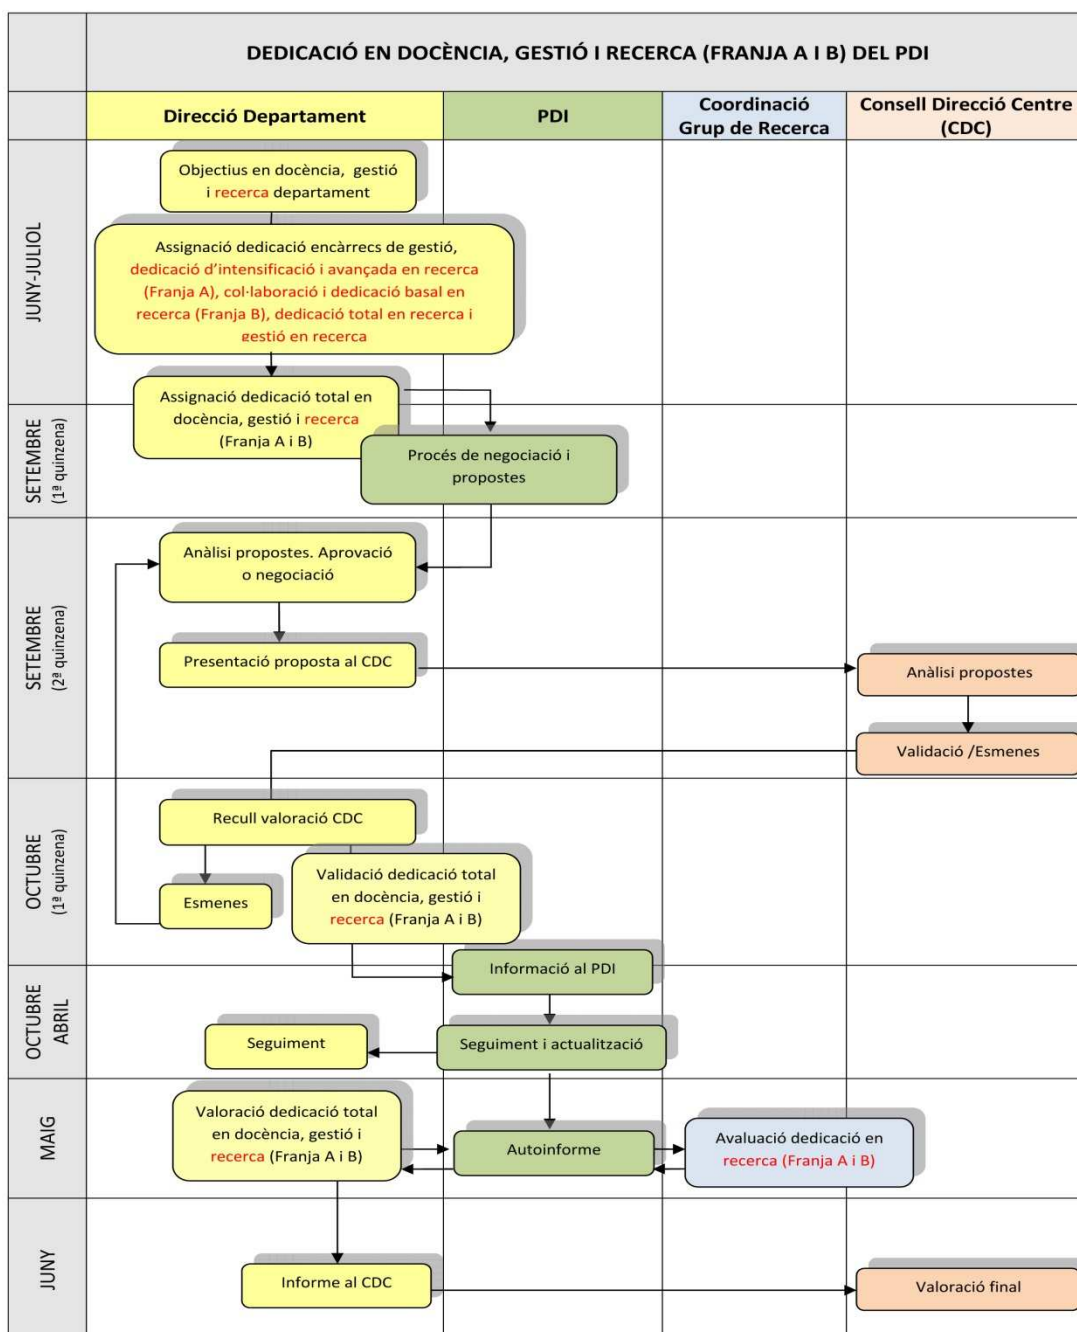 DEDICACIÓ EN DOCÈNCIA, GESTIÓ I RECERCA (FRANJA A I B) DEL PDI
Direcció Departament
PDI
Coordinació
Grup de Recerca
Consell Direcció Centre
(CDC)
JUNY-JULIOL
Objectius en docència, gestió
i recerca departament
Assignació dedicació encàrrecs de gestió,
dedicació d'intensificació i avançada en recerca
(Franja A), col·laboració i dedicació basal en
recerca (Franja B), dedicació total en recerca i
gestió en recerca
Assignació dedicació total en
docència, gestió i recerca
(Franja A i B)
SETEMBRE
(1ª quinzena)
Procés de negociació i
propostes
SETEMBRE
(2ª quinzena)
Anàlisi propostes. Aprovació
o negociació
Presentació proposta al CDC
Anàlisi propostes
Validació /Esmenes
OCTUBRE
(1ª quinzena)
Recull valoració CDC
Esmenes
Validació dedicació total
en docència, gestió i
recerca (Franja A i B)
Informació al PDI
OCTUBRE
ABRIL
Seguiment
Seguiment i actualització
MAIG
Valoració dedicació total
en docència, gestió i
recerca (Franja A i B)
Autoinforme
Avaluació dedicació en
recerca (Franja A i B)
JUNY
Informe al CDC
Valoració final